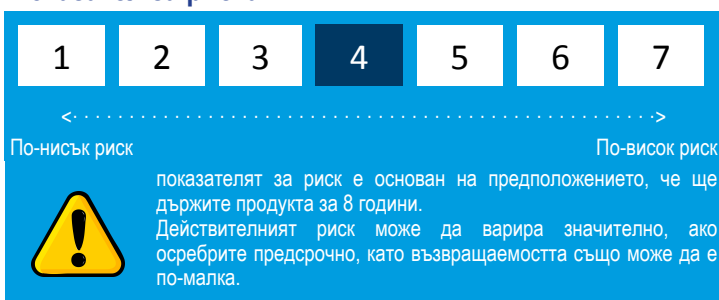 1 2 3 4 5 6 7
<· · · · · · · · · · · · · · · · · · · · · · · · · · · · · · · · · · · · · · · · · · · · · · · · · · · · · ·>
По-нисък риск По-висок риск
показателят за риск е основан на предположението, че ще
държите продукта за 8 години.
Действителният риск може да варира значително, ако
осребрите предсрочно, като възвращаемостта също може да е
по-малка.